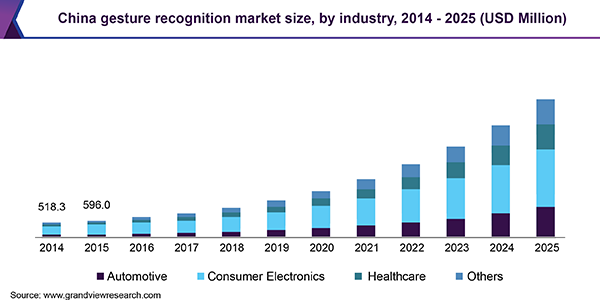 China gesture recognition market size, by industry, 2014 - 2025 (USD Million)
518.3
596.0
2014 2015 2016 2017 2018 2019 2020 2021 2022 2023 2024 2025
Automotive Consumer Electronics Healthcare Others
Source: www.grandviewresearch.com